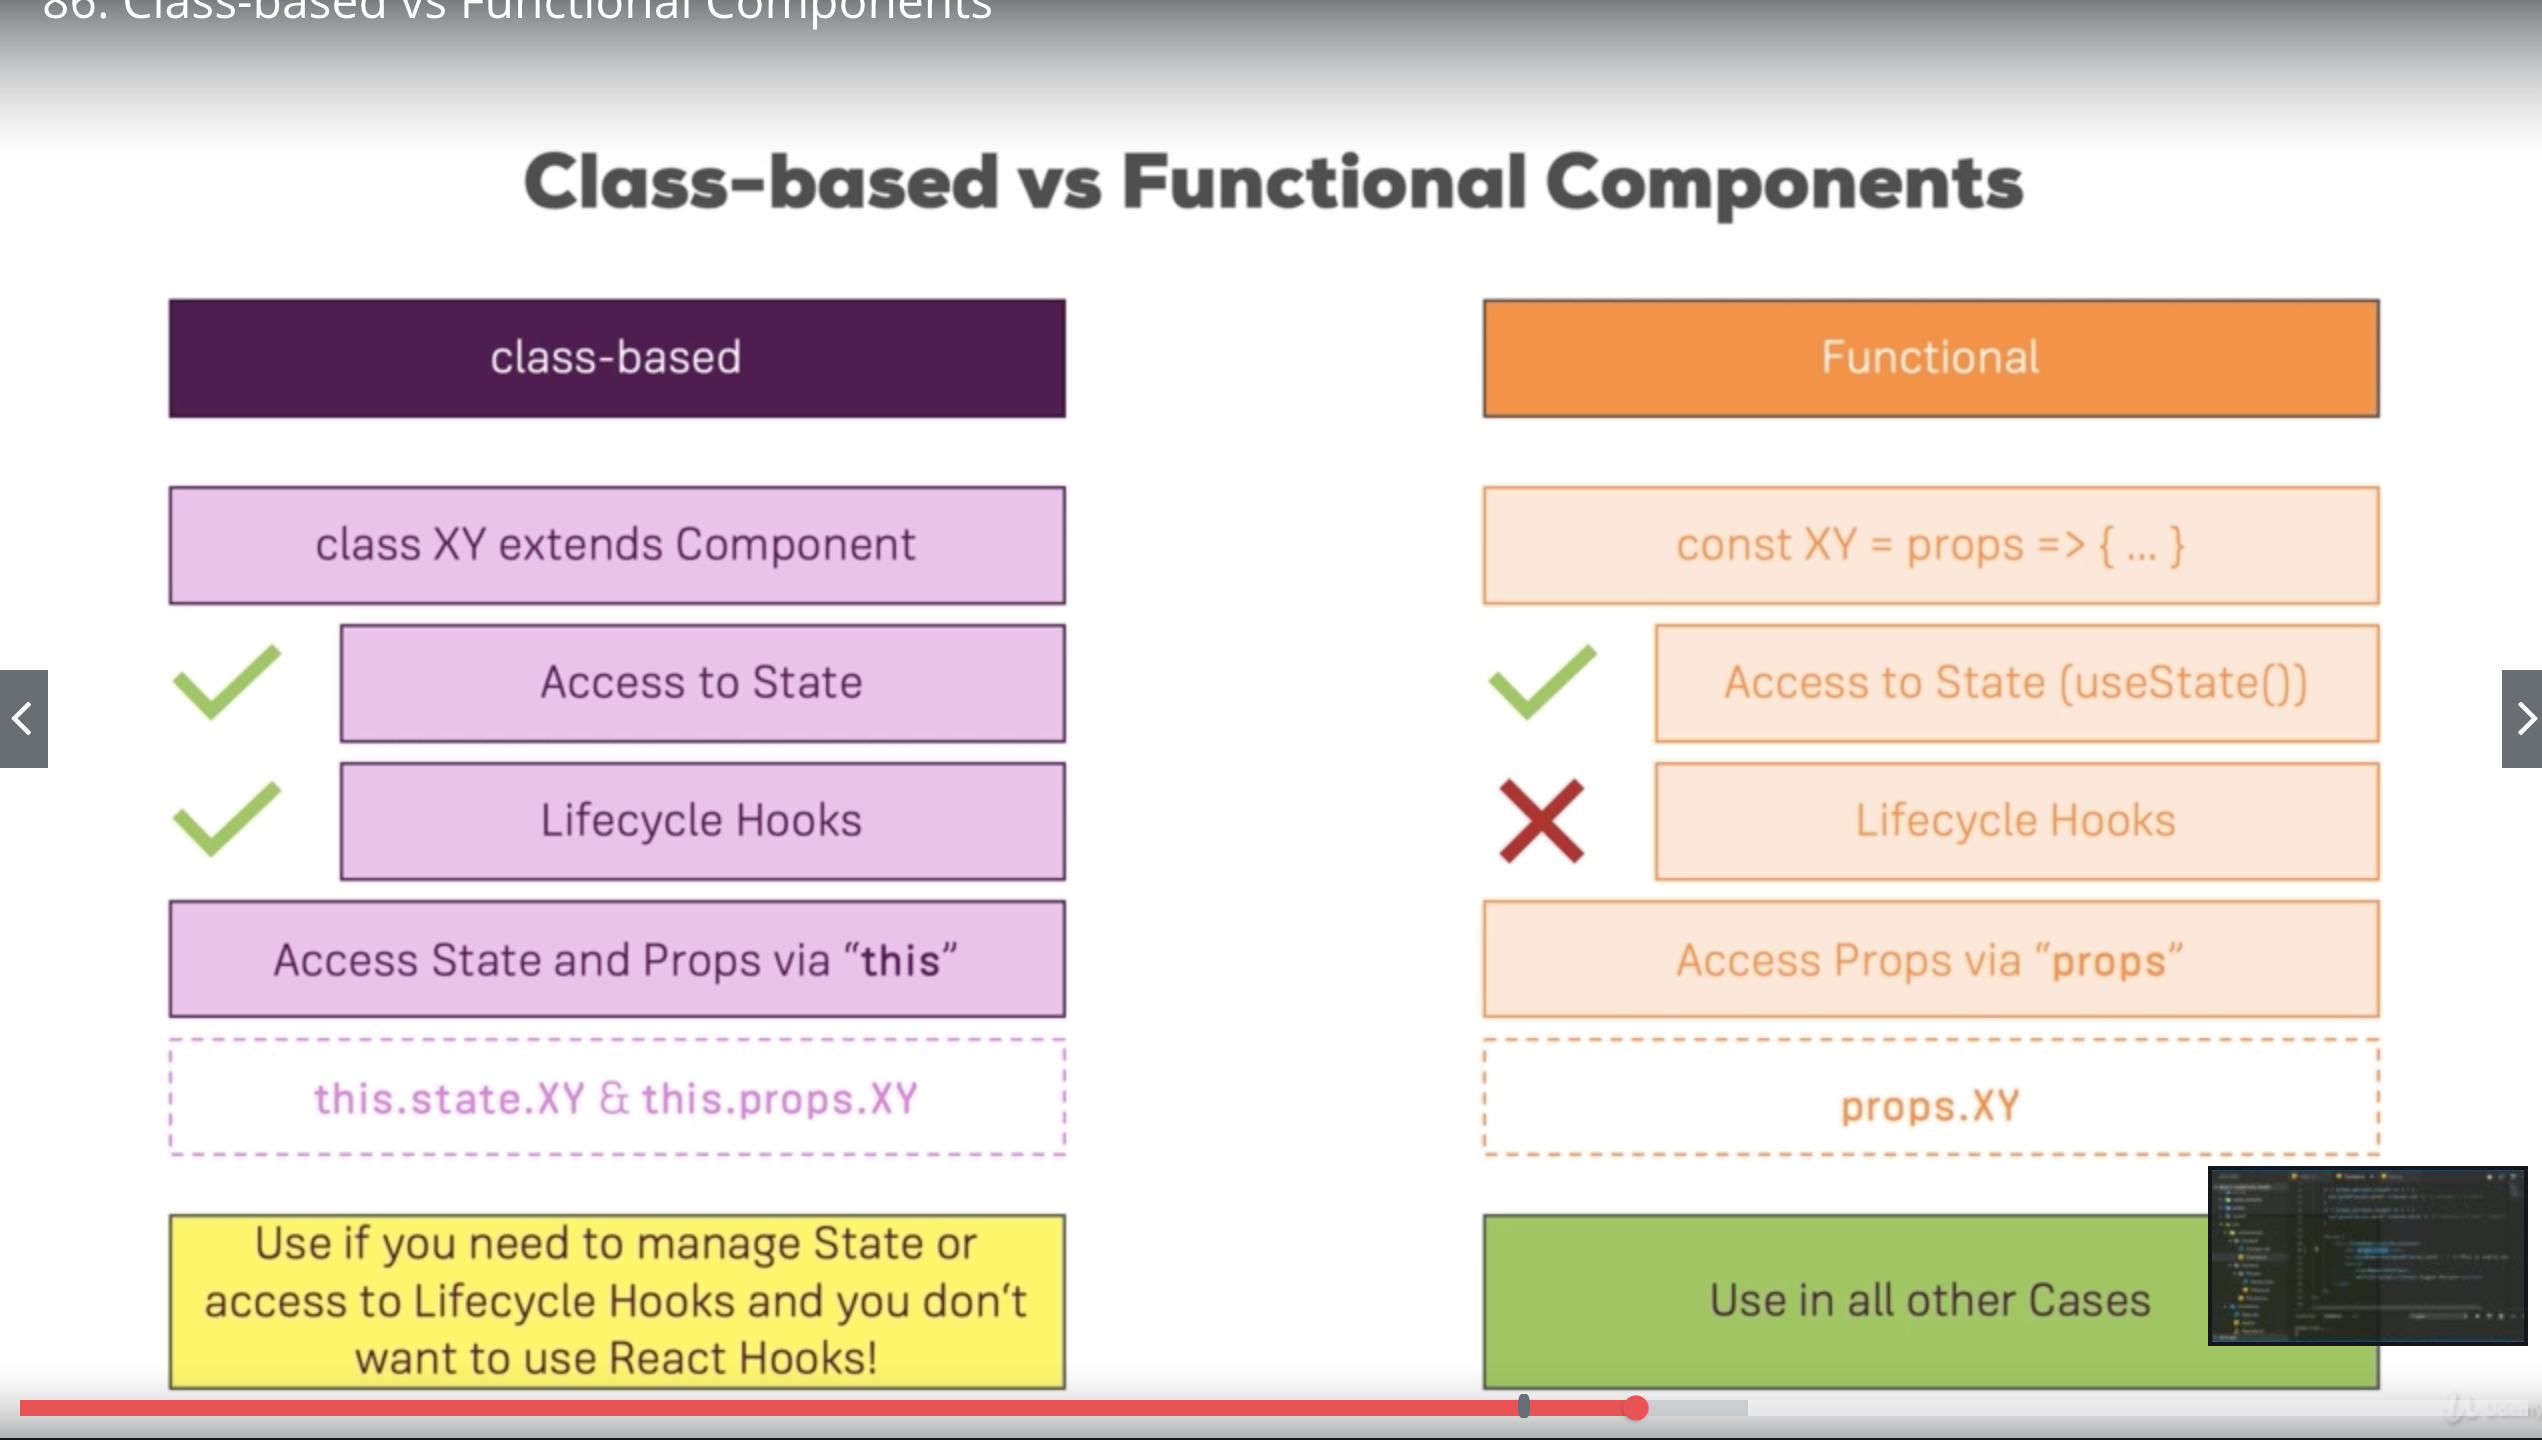 86. Class-based vs Functional Components
Class-based vs Functional Components
class-based
Functional
class XY extends Component
const XY = props => { ... }
Access to State
Access to State (useState())
Lifecycle Hooks
Lifecycle Hooks
Access State and Props via “this”
Access Props via “props”
this.state.XY & this.props.XY
props.XY
Use if you need to manage State or
access to Lifecycle Hooks and you don‘t
want to use React Hooks!
Use in all other Cases
Udemy